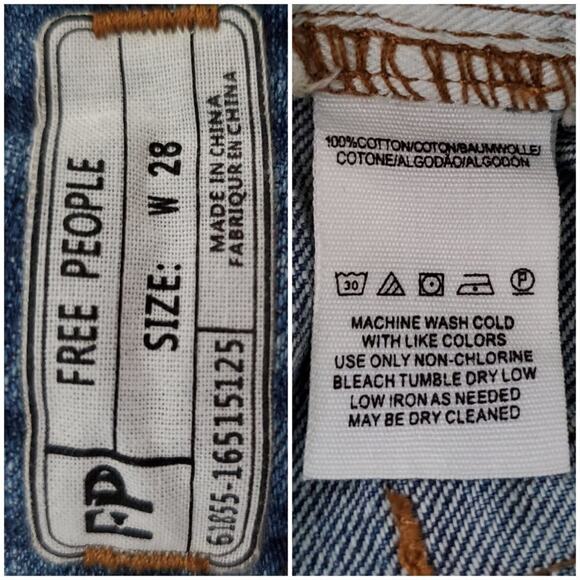 FREE PEOPLE
SIZE: W 28
MADE IN CHINA
FABRIQUR EN CHINA
FP
61655-16515125
100%COTTON/COTON/BAUMWOLLE/
COTONE/ALGODÃO/ALGODÓN
30
P
MACHINE WASH COLD
WITH LIKE COLORS
USE ONLY NON-CHLORINE
BLEACH TUMBLE DRY LOW
LOW IRON AS NEEDED
MAY BE DRY CLEANED